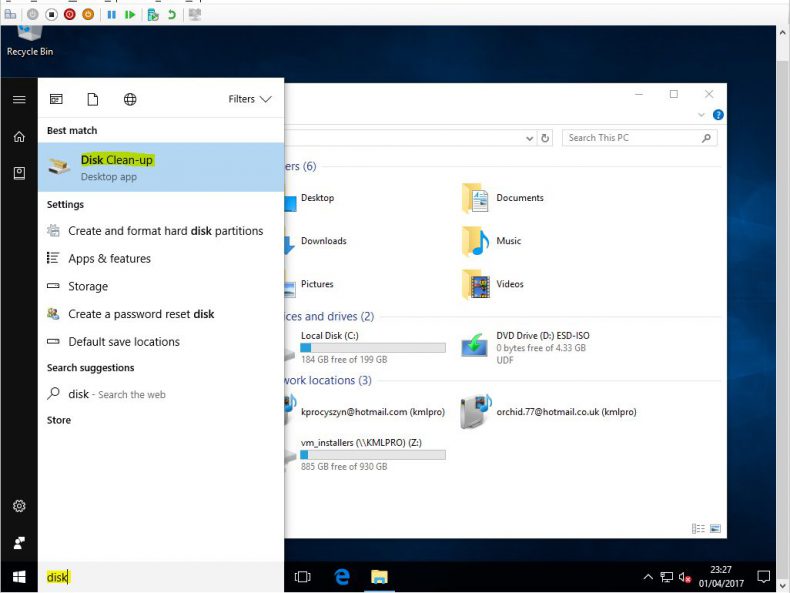 Recycle Bin
Filters
Best match
Disk Clean-up
Desktop app
Settings
Create and format hard disk partitions
Apps & features
Storage
Create a password reset disk
Default save locations
Search suggestions
disk - Search the web
Store
disk
Search This PC
ers (6)
Desktop
Documents
Downloads
Music
Pictures
Videos
ices and drives (2)
Local Disk (C:)
184 GB free of 199 GB
DVD Drive (D:) ESD-ISO
0 bytes free of 4.33 GB
UDF
work locations (3)
kprocyszyn@hotmail.com (kmlpro)
orchid.77@hotmail.co.uk (kmlpro)
vm_installers (\\KMLPRO) (Z:)
885 GB free of 930 GB
23:27
01/04/2017